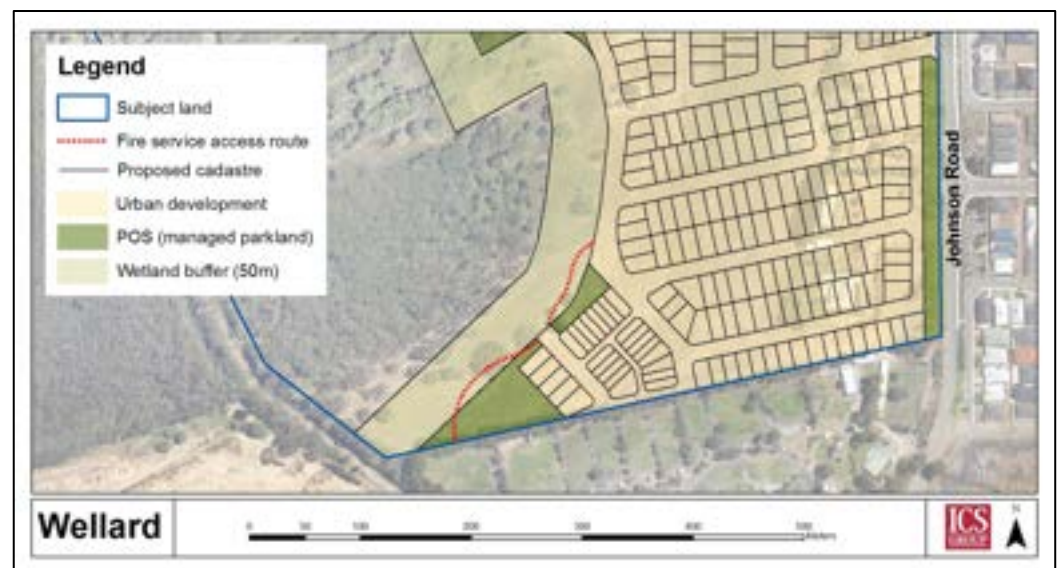 Legend
Subject land
Fire service access route
Proposed cadastre
Urban development
POS (managed parkland)
Wetland buffer (50m)
Johnson Road
Wellard
0 50 100 200 300 400 500
Meters
ICS
GROUP
N